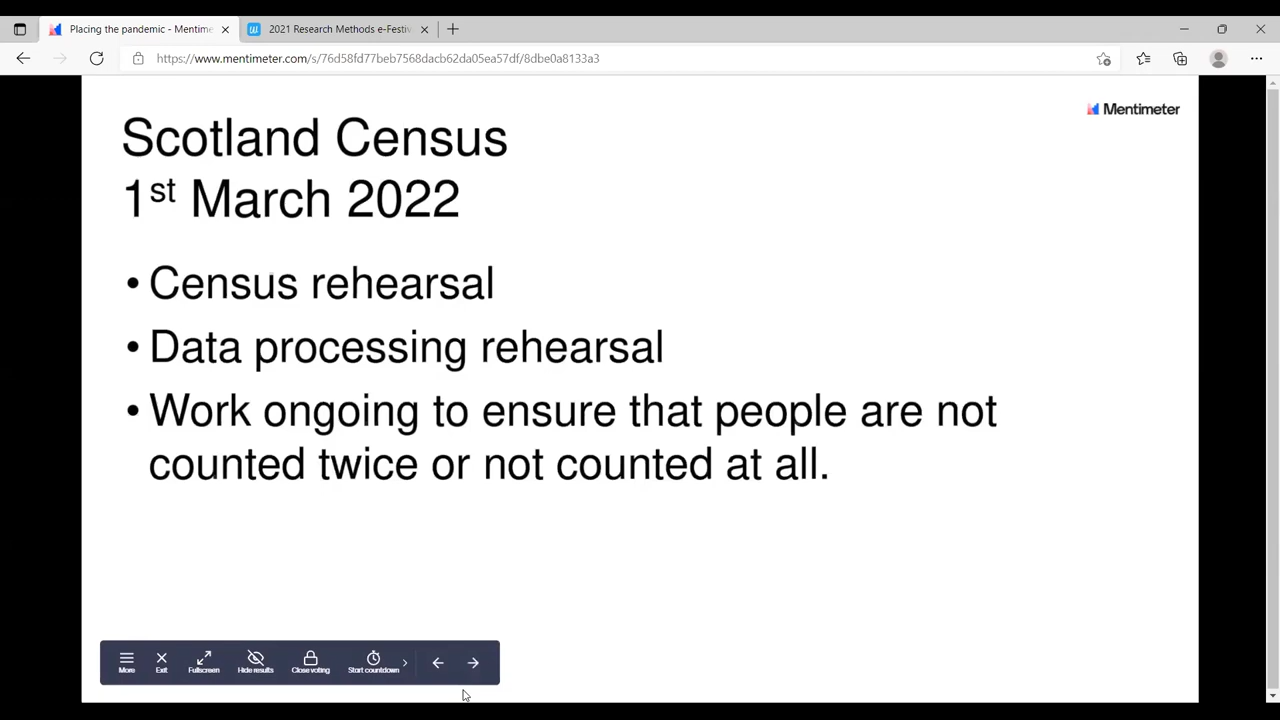 Placing the pandemic - Mentime
2021 Research Methods e-Festiv
https://www.mentimeter.com/s/76d58fd77beb7568dacb62da05ea57df/8dbe0a8133a3
Mentimeter
Scotland Census
1st March 2022
• Census rehearsal
• Data processing rehearsal
• Work ongoing to ensure that people are not
counted twice or not counted at all.
More Exit Fullscreen Hide results Close voting Start countdown